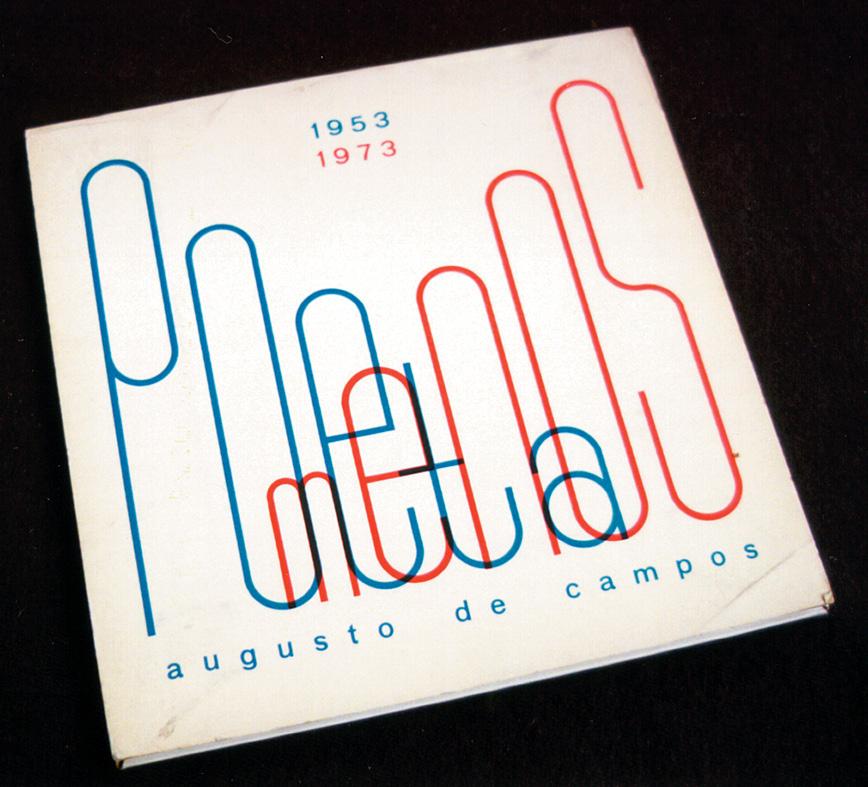 1953
1973
poetamenos
augusto de campos